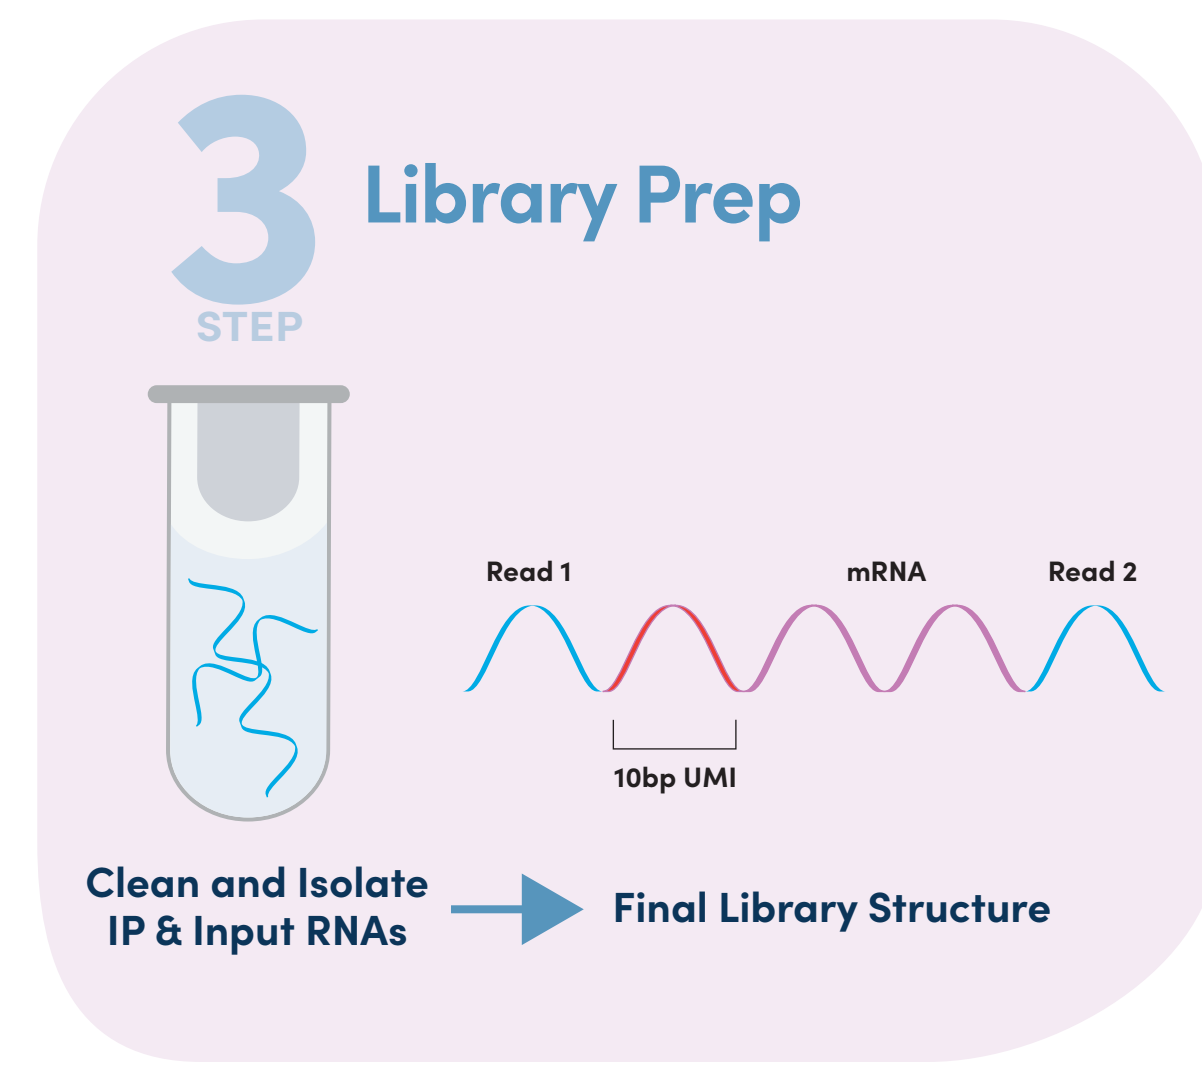 3
STEP
Library Prep
Read 1
mRNA
Read 2
10bp UMI
Clean and Isolate
IP & Input RNAs
Final Library Structure